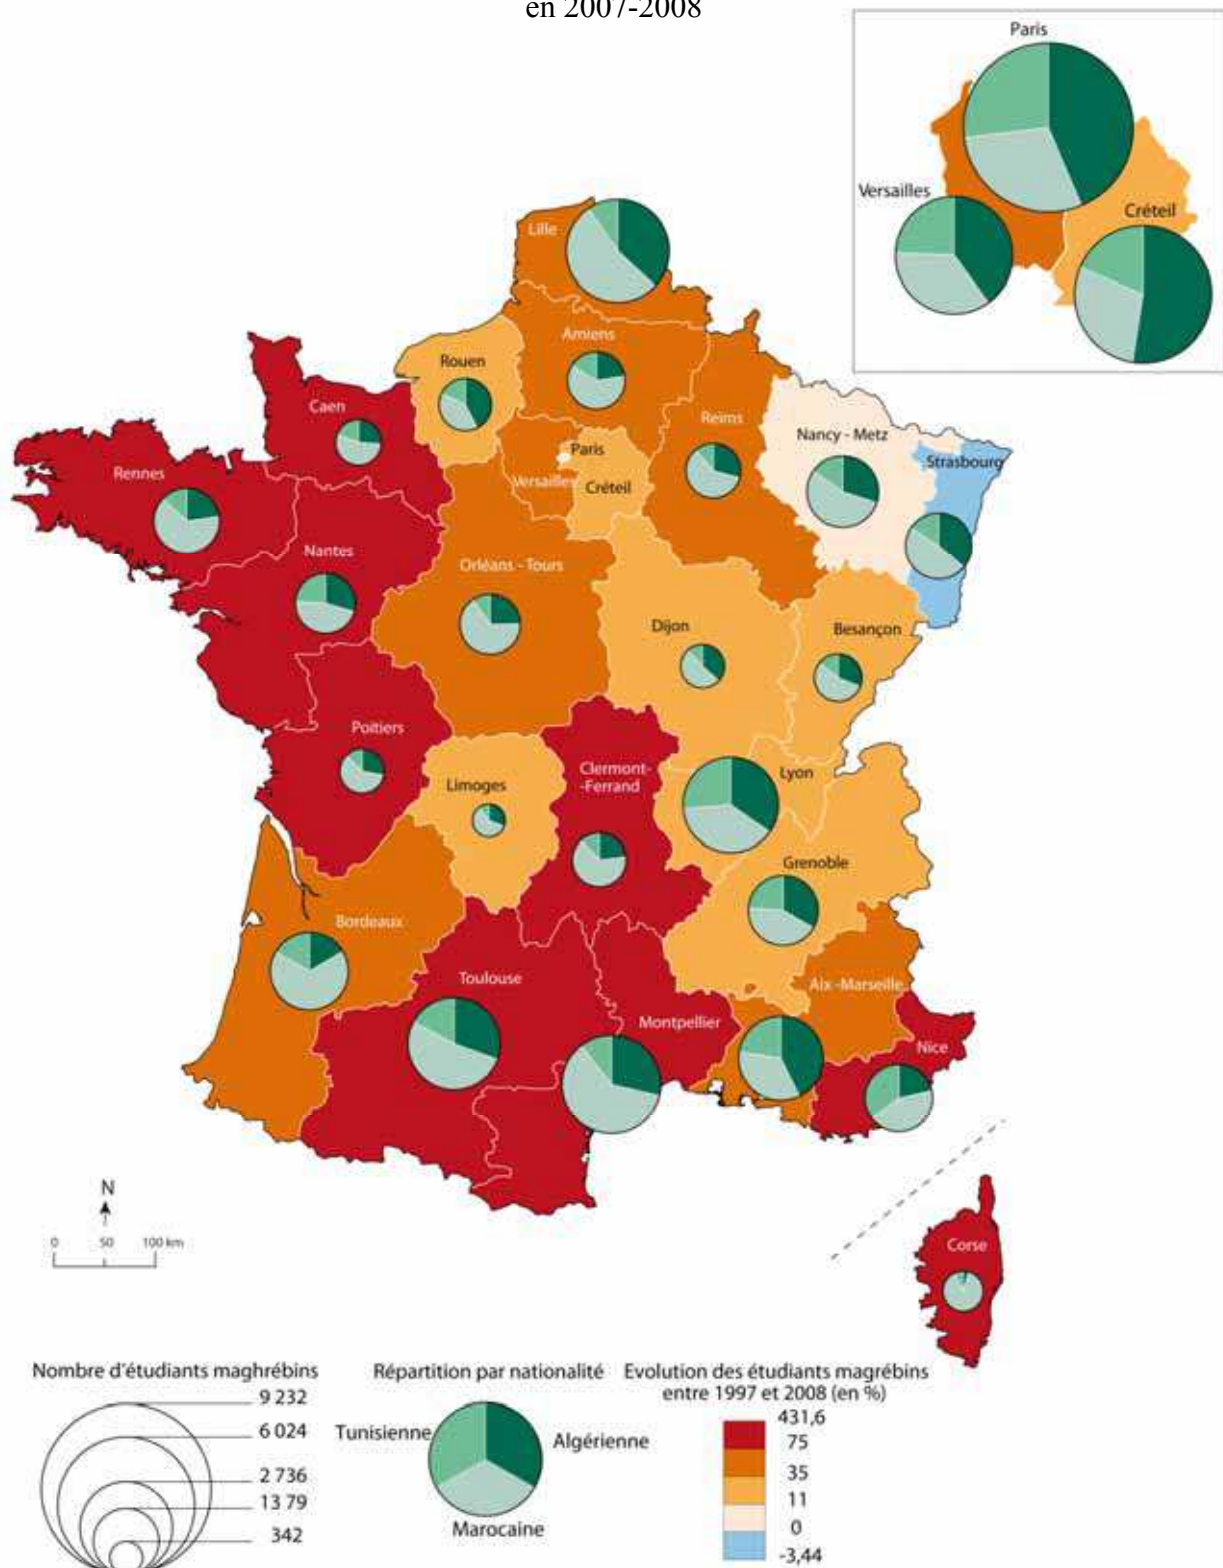 en 2007-2008
Paris
Versailles
Créteil
Lille
Amiens
Rouen
Caen
Reims
Nancy - Metz
Paris
Strasbourg
Rennes
Versailles
Créteil
Nantes
Orléans - Tours
Dijon
Besançon
Poitiers
Clermont-
-Ferrand
Lyon
Limoges
Grenoble
Bordeaux
Toulouse
Aix -Marseille
Montpellier
Nice
N
0 50 100 km
Corse
Nombre d'étudiants maghrébins
9 232
6 024
2 736
13 79
342
Répartition par nationalité
Tunisienne
Algérienne
Marocaine
Evolution des étudiants magrébins
entre 1997 et 2008 (en %)
431,6
75
35
11
0
-3,44